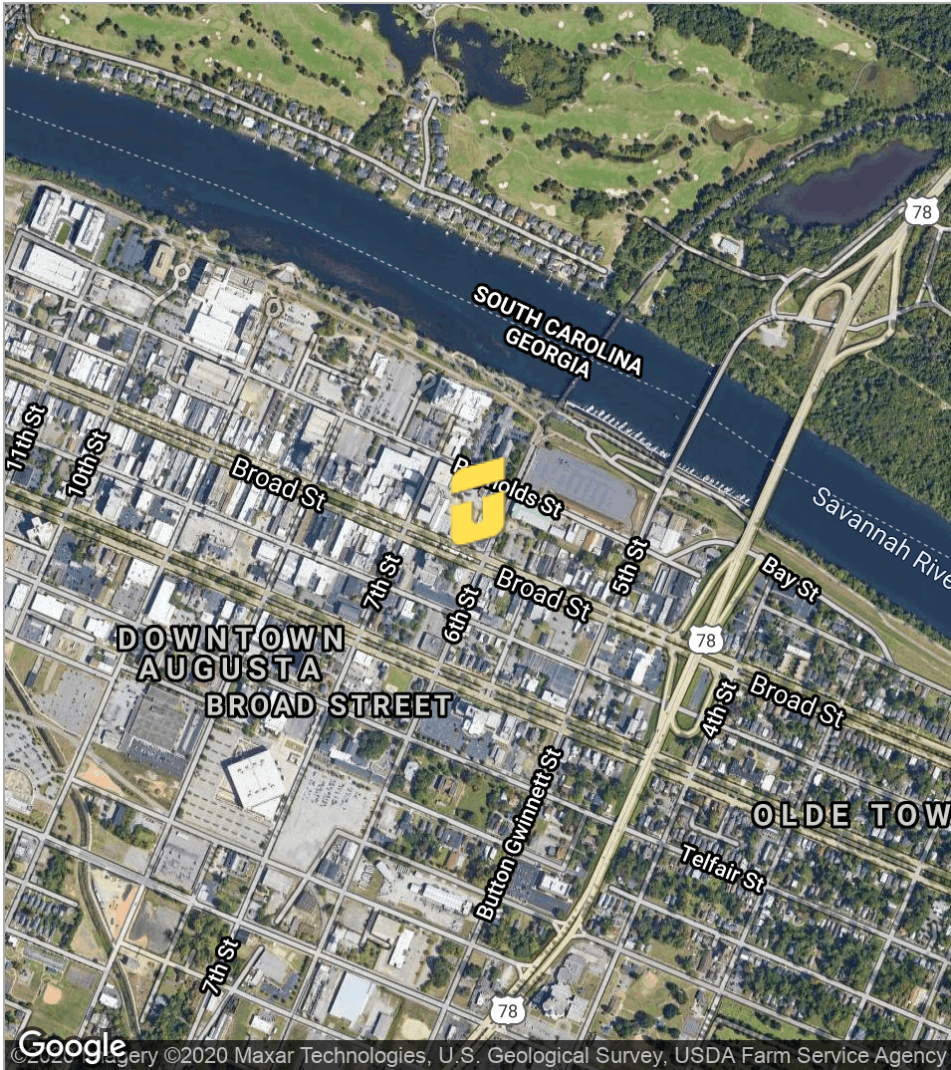 78
SOUTH CAROLINA
GEORGIA
11th St
10th St
Broad St
St
Savannah Rive
7th St
6th St
Broad St
5th St
Bay St
78
DOWNTOWN
AUGUSTA
BROAD STREET
4th St
Broad St
Button Gwinnett St
OLDE TOW
Telfair St
7th St
78
Google
©2020 Maxar Technologies, U.S. Geological Survey, USDA Farm Service Agency